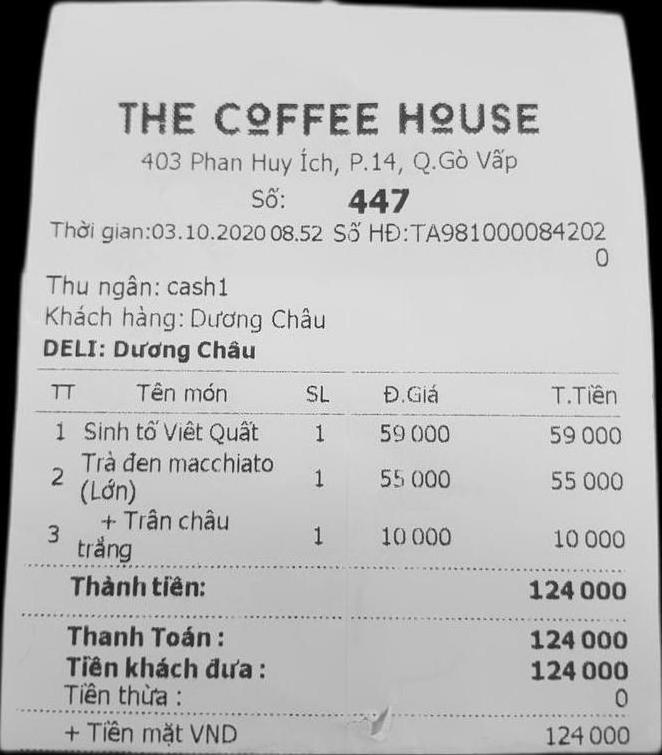 THE COFFEE HOUSE
403 Phan Huy Ích, P.14, Q.Gò Vấp
Số: 447
Thời gian:03.10.2020 08.52 Số HĐ:TA981000084202
0
Thu ngân: cash1
Khách hàng: Dương Châu
DELI: Dương Châu
TT Tên món SL Đ.Giá T.Tiền
1 Sinh tố Việt Quất 1 59 000 59 000
2 Trà đen macchiato 1 55 000 55 000
(Lớn)
3 + Trân châu 1 10 000 10 000
trắng
Thành tiền: 124 000
Thanh Toán : 124 000
Tiền khách đưa : 124 000
Tiền thừa : 0
+ Tiền mặt VND 124 000